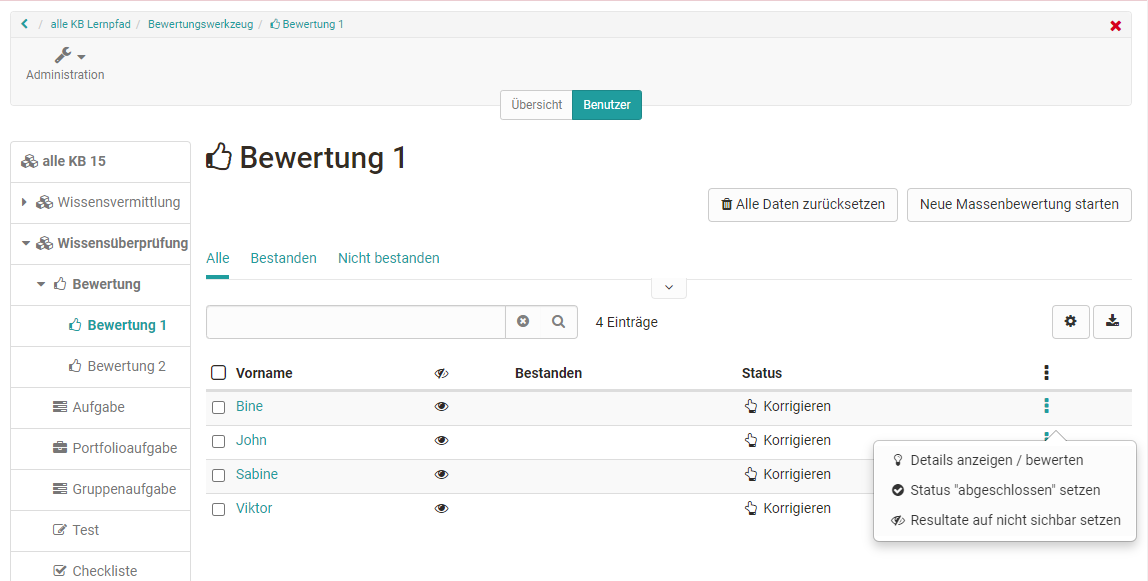 / alle KB Lernpfad / Bewertungswerkzeug / Bewertung 1
Administration
Übersicht Benutzer
alle KB 15
Wissensvermittlung
Wissensüberprüfung
Bewertung
Bewertung 1
Bewertung 2
Aufgabe
Portfolioaufgabe
Gruppenaufgabe
Test
Checkliste
Bewertung 1
Alle Daten zurücksetzen Neue Massenbewertung starten
Alle Bestanden Nicht bestanden
4 Einträge
Vorname Bestanden Status
Bine Korrigieren
John Korrigieren
Sabine Korrigieren
Viktor Korrigieren
Details anzeigen / bewerten
Status "abgeschlossen" setzen
Resultate auf nicht sichbar setzen